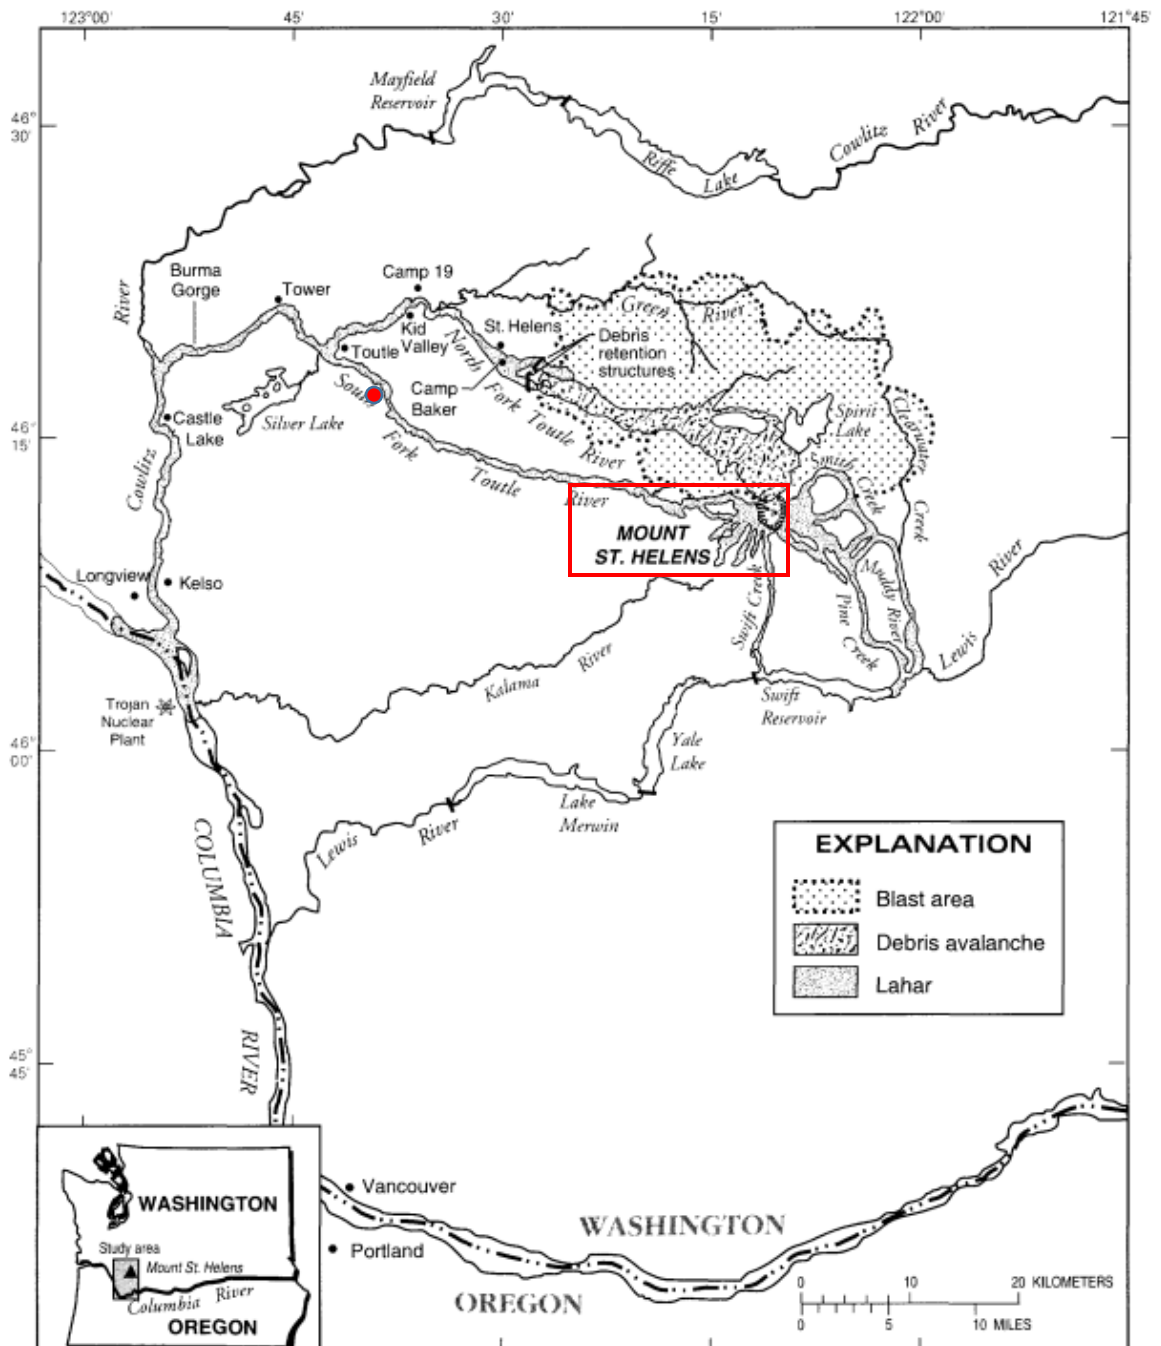 123°00'
45'
30'
15'
122°00'
121°45'
46°
30'
46°
15'
46°
00'
45°
45'
Mayfield
Reservoir
Riffe
Lake
Cowlitz
River
River
Burma
Gorge
Tower
Camp 19
Kid
Valley
Toutle
St. Helens
Debris
retention
structures
Green
River
North
Fork
Toutle
River
Camp
Baker
South
Fork
Toutle
River
Silver Lake
Castle
Lake
Cowlitz
Spirit
Lake
Clearwater
Creek
Smith
Creek
MOUNT
ST. HELENS
Longview
Kelso
Swift Creek
Pine
Creek
Muddy River
Lewis
River
Kalama
River
Trojan
Nuclear
Plant
Swift
Reservoir
Yale
Lake
Lake
Merwin
Lewis
River
COLUMBIA
RIVER
EXPLANATION
Blast area
Debris avalanche
Lahar
Vancouver
Portland
WASHINGTON
OREGON
0 10 20 KILOMETERS
0 5 10 MILES
WASHINGTON
Study area
Mount St. Helens
Columbia River
OREGON